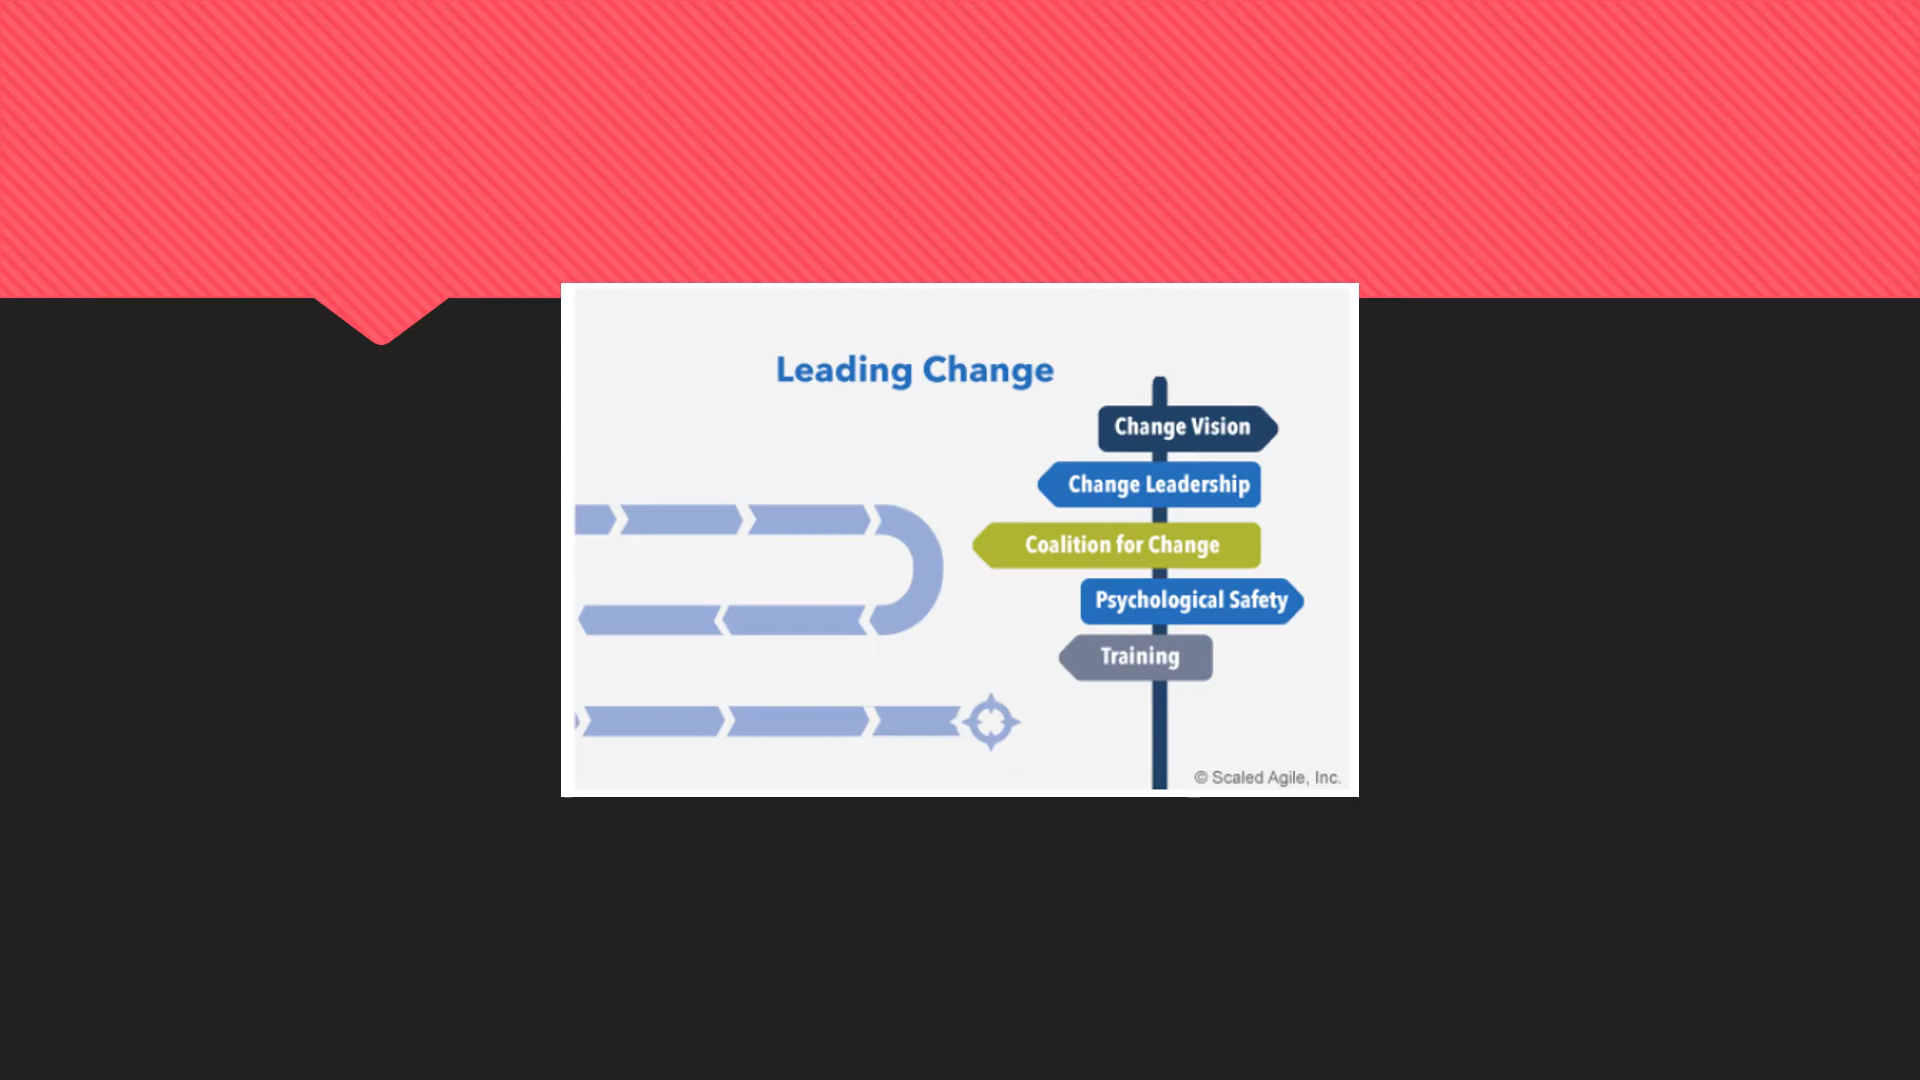 Leading Change
Change Vision
Change Leadership
Coalition for Change
Psychological Safety
Training
© Scaled Agile, Inc.